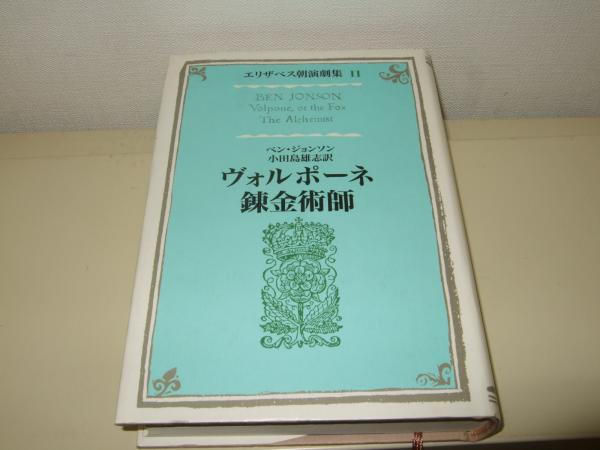 エリザベス朝演劇集 II
BEN JONSON
Volpone, or the Fox
The Alchemist
ベン・ジョンソン
小田島雄志訳
ヴォルポーネ
錬金術師